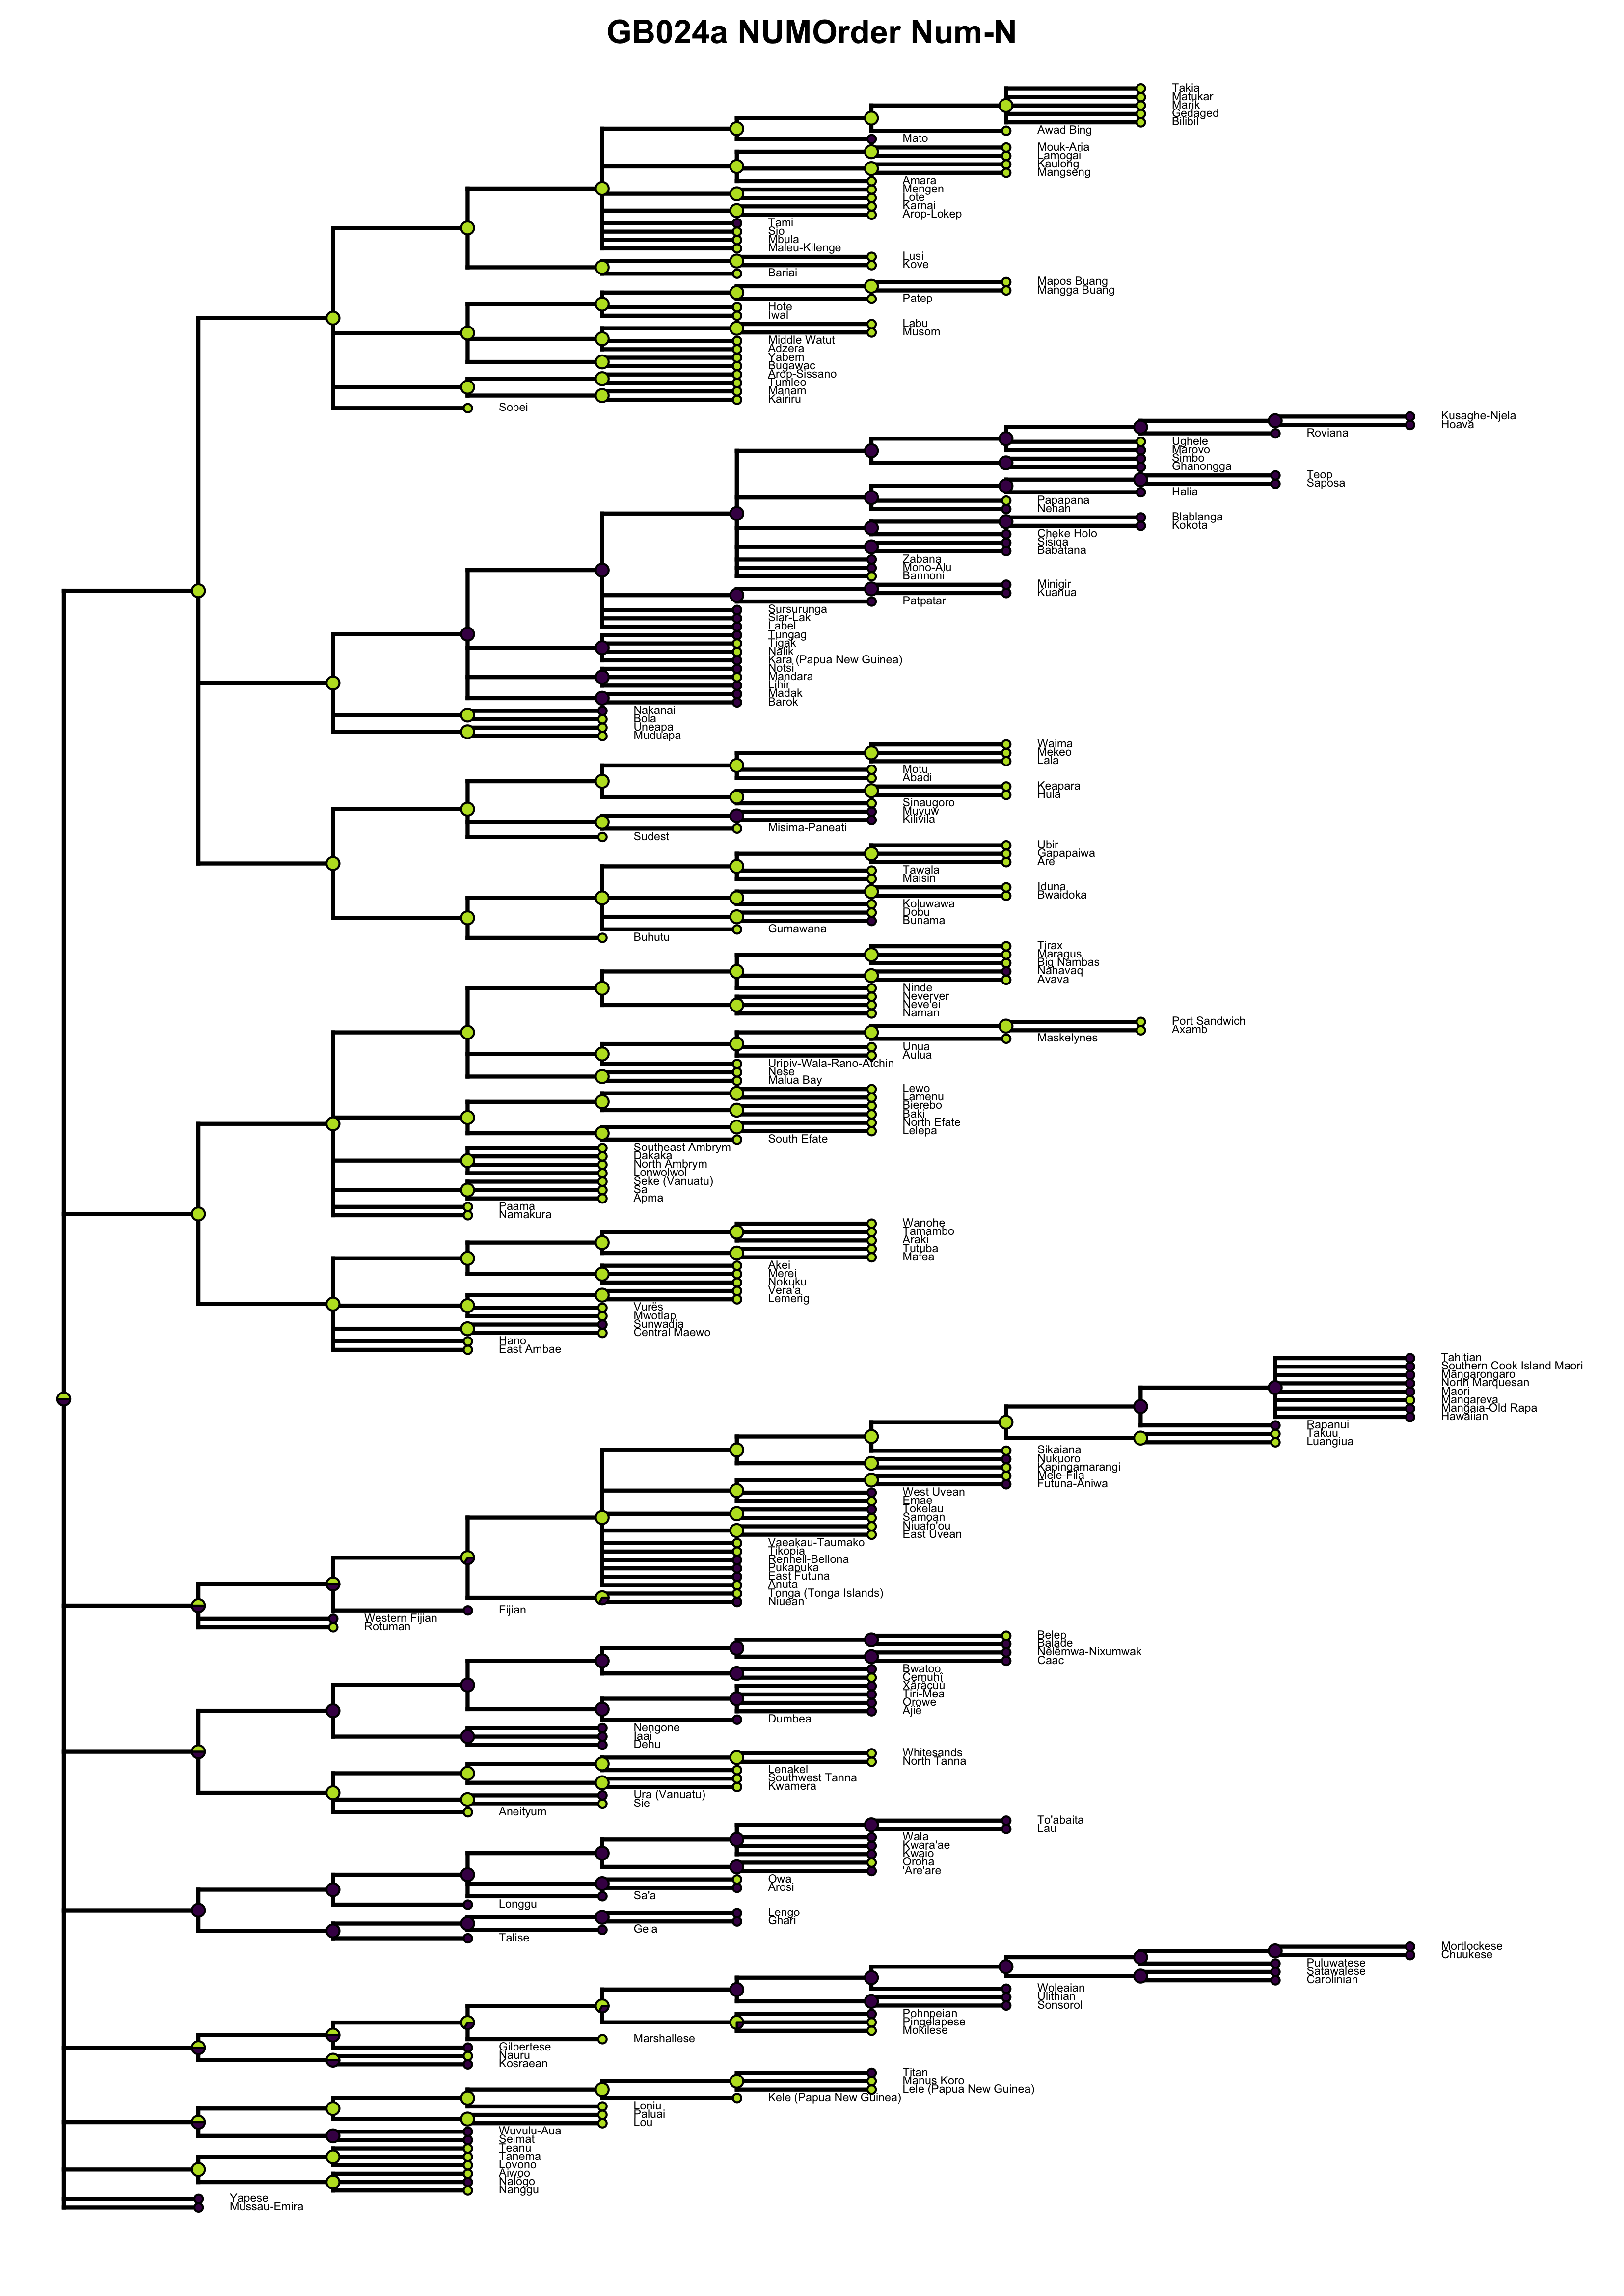 GB024a NUMOrder Num-N
Takia
Matukar
Marik
Gedaged
Bilibil
Awad Bing
Mato
Mouk-Aria
Lamogai
Kaulong
Mangseng
Amara
Mengen
Lote
Karnai
Arop-Lokep
Tami
Sio
Mbula
Maleu-Kilenge
Lusi
Kove
Bariai
Mapos Buang
Mangga Buang
Patep
Hote
Iwal
Labu
Musom
Middle Watut
Adzera
Yabem
Bugawac
Arop-Sissano
Tumleo
Manam
Kairiru
Sobei
Kusaghe-Njela
Hoava
Roviana
Ughele
Marovo
Simbo
Ghanongga
Teop
Saposa
Halia
Papapana
Nehan
Blablanga
Kokota
Cheke Holo
Sisiqa
Babatana
Zabana
Mono-Alu
Bannoni
Minigir
Kuanua
Patpatar
Sursurunga
Siar-Lak
Label
Tungag
Tigak
Nalik
Kara (Papua New Guinea)
Notsi
Mandara
Lihir
Madak
Barok
Nakanai
Bola
Uneapa
Muduapa
Waima
Mekeo
Lala
Motu
Abadi
Keapara
Hula
Sinaugoro
Muyuw
Kilivila
Misima-Paneati
Sudest
Ubir
Gapapaiwa
Are
Tawala
Maisin
Iduna
Bwaidoka
Koluwawa
Dobu
Bunama
Gumawana
Buhutu
Tirax
Maragus
Big Nambas
Nahavaq
Avava
Ninde
Neverver
Neve'ei
Naman
Port Sandwich
Axamb
Maskelynes
Unua
Aulua
Uripiv-Wala-Rano-Atchin
Nese
Malua Bay
Lewo
Lamenu
Bierebo
Baki
North Efate
Lelepa
South Efate
Southeast Ambrym
Dakaka
North Ambrym
Lonwolwol
Seke (Vanuatu)
Sa
Apma
Paama
Namakura
Wanohe
Tamambo
Araki
Tutuba
Mafea
Akei
Merei
Nokuku
Vera'a
Lemerig
Vurës
Mwotlap
Sunwadia
Central Maewo
Hano
East Ambae
Tahitian
Southern Cook Island Maori
Mangarongaro
North Marquesan
Maori
Mangareva
Mangaia-Old Rapa
Hawaiian
Rapanui
Takuu
Luangiua
Sikaiana
Nukuoro
Kapingamarangi
Mele-Fila
Futuna-Aniwa
West Uvean
Emae
Tokelau
Samoan
Niuafo'ou
East Uvean
Vaeakau-Taumako
Tikopia
Rennell-Bellona
Pukapuka
East Futuna
Anuta
Tonga (Tonga Islands)
Niuean
Fijian
Western Fijian
Rotuman
Belep
Balade
Nêlêmwa-Nixumwak
Caac
Bwatoo
Cemuhî
Xârâcùù
Tiri-Mea
Orowe
Ajië
Dumbea
Nengone
Iaai
Dehu
Whitesands
North Tanna
Lenakel
Southwest Tanna
Kwamera
Ura (Vanuatu)
Sie
Aneityum
To'abaita
Lau
Wala
Kwara'ae
Kwaio
Oroha
'Are'are
Owa
Arosi
Sa'a
Longgu
Lengo
Ghari
Gela
Talise
Mortlockese
Chuukese
Puluwatese
Satawalese
Carolinian
Woleaian
Ulithian
Sonsorol
Pohnpeian
Pingelapese
Mokilese
Marshallese
Gilbertese
Nauru
Kosraean
Titan
Manus Koro
Lele (Papua New Guinea)
Kele (Papua New Guinea)
Loniu
Paluai
Lou
Wuvulu-Aua
Seimat
Teanu
Tanema
Lovono
Aiwoo
Nalogo
Nanggu
Yapese
Mussau-Emira